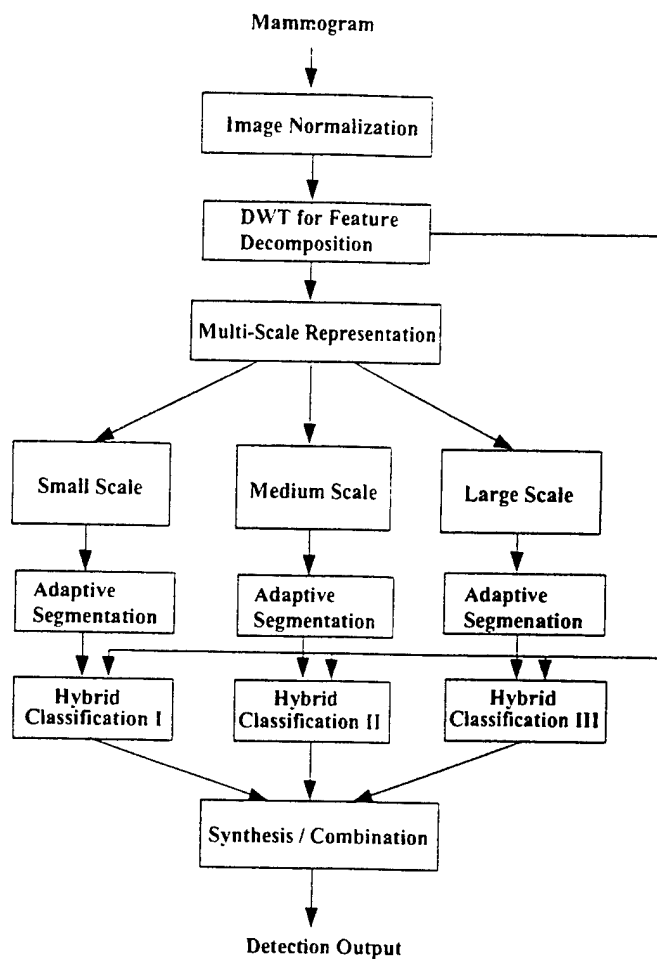 Mammogram
Image Normalization
DWT for Feature
Decomposition
Multi-Scale Representation
Small Scale
Medium Scale
Large Scale
Adaptive
Segmentation
Adaptive
Segmentation
Adaptive
Segmenation
Hybrid
Classification I
Hybrid
Classification II
Hybrid
Classification III
Synthesis / Combination
Detection Output